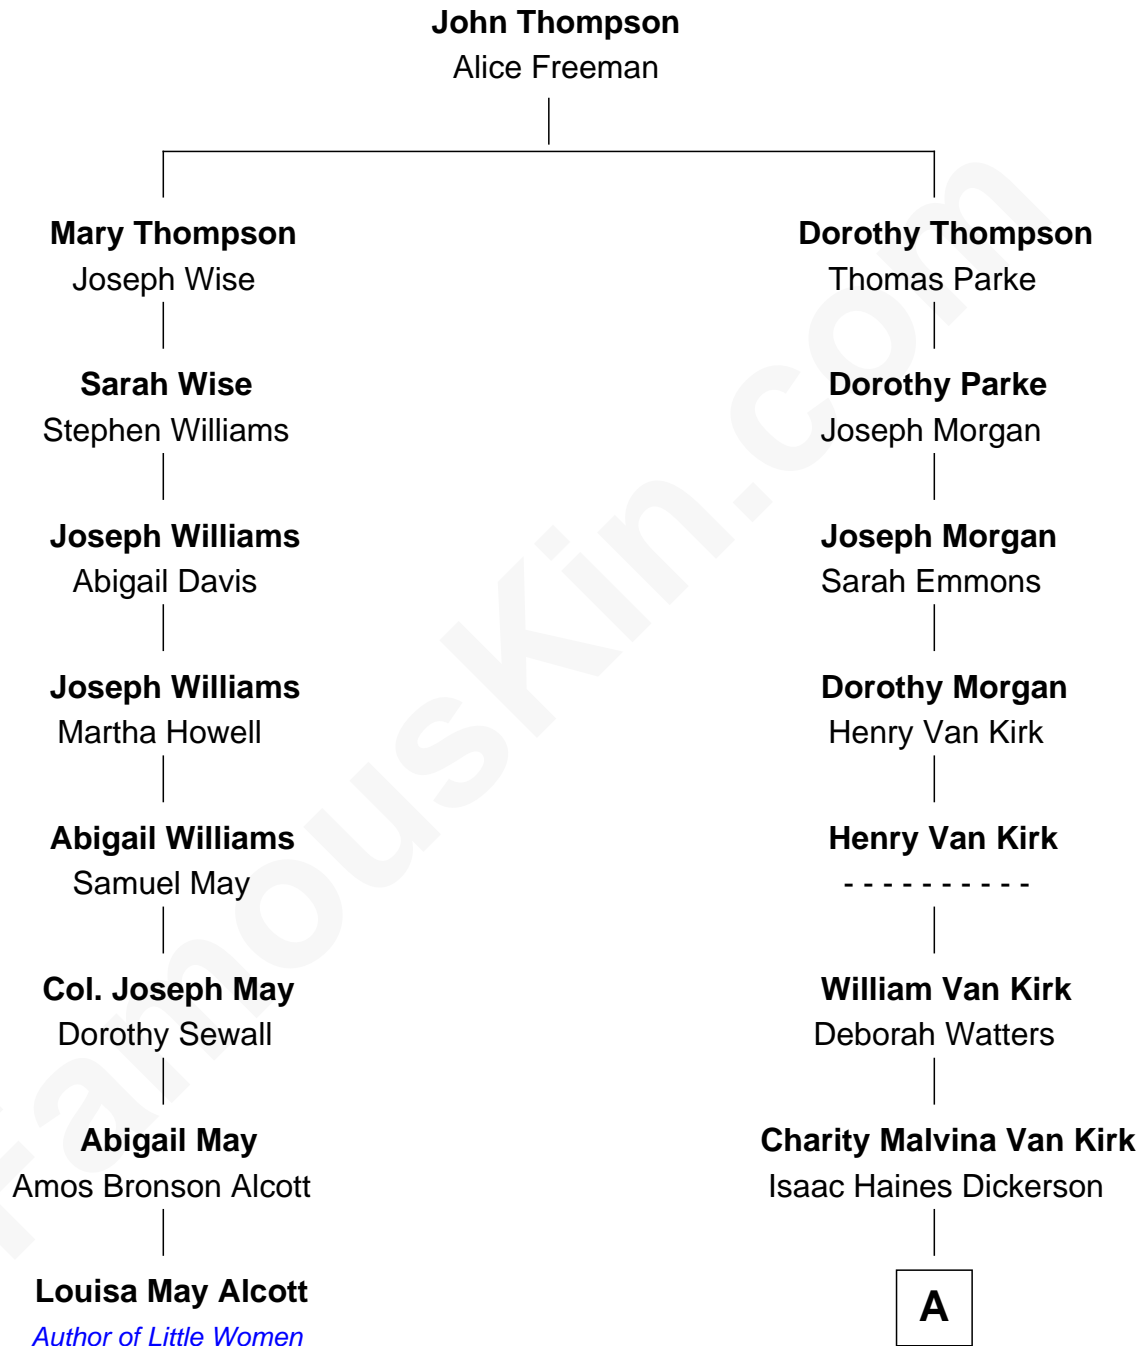 John Thompson
Alice Freeman
Mary Thompson
Joseph Wise
Dorothy Thompson
Thomas Parke
Sarah Wise
Stephen Williams
Dorothy Parke
Joseph Morgan
Joseph Williams
Abigail Davis
Joseph Morgan
Sarah Emmons
Joseph Williams
Martha Howell
Dorothy Morgan
Henry Van Kirk
Abigail Williams
Samuel May
Henry Van Kirk
- - - - - - - - - -
Col. Joseph May
Dorothy Sewall
William Van Kirk
Deborah Watters
Abigail May
Amos Bronson Alcott
Charity Malvina Van Kirk
Isaac Haines Dickerson
Louisa May Alcott
Author of Little Women
A
FamousKin.com